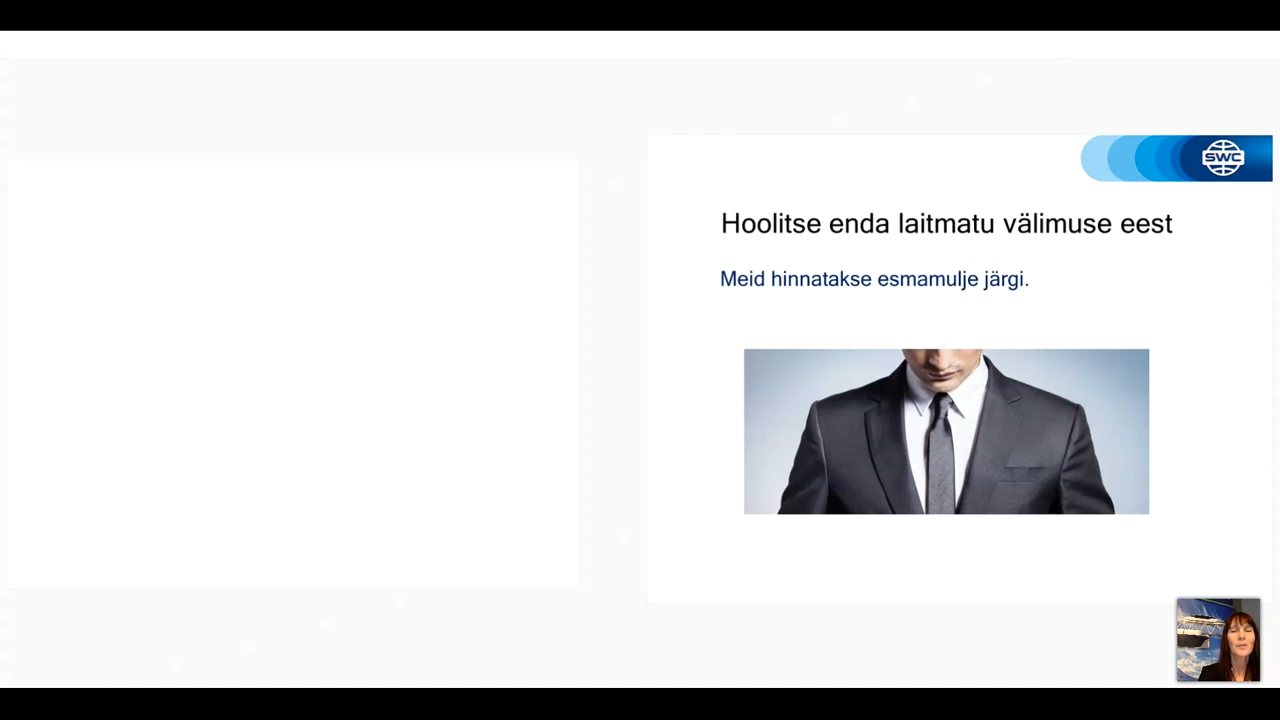 SWC
Hoolitse enda laitmatu välimuse eest
Meid hinnatakse esmamulje järgi.